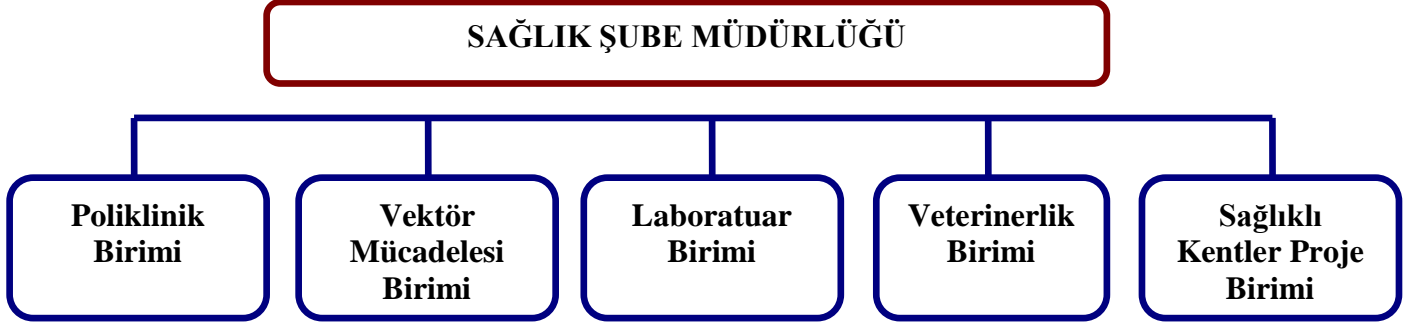 SAĞLIK ŞUBE MÜDÜRLÜĞÜ
Poliklinik
Birimi
Vektör
Mücadelesi
Birimi
Laboratuar
Birimi
Veterinerlik
Birimi
Sağlıklı
Kentler Proje
Birimi